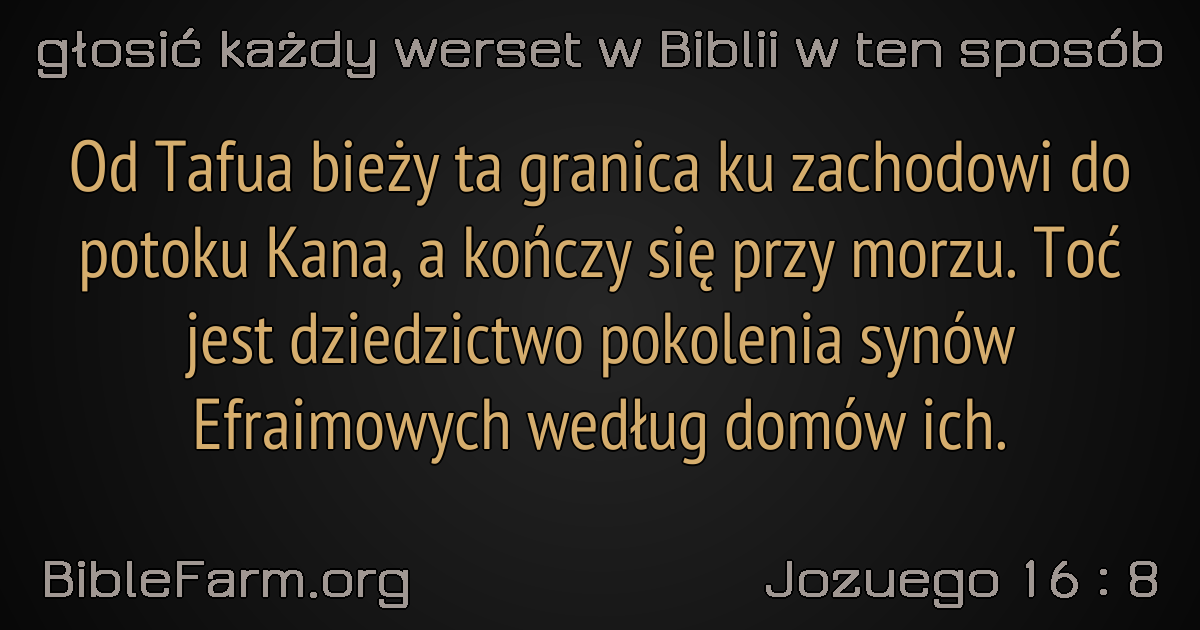 głosić każdy werset w Biblii w ten sposób
Od Tafua bieży ta granica ku zachodowi do
potoku Kana, a kończy się przy morzu. Toć
jest dziedzictwo pokolenia synów
Efraimowych według domów ich.
BibleFarm.org
Jozuego 16 : 8